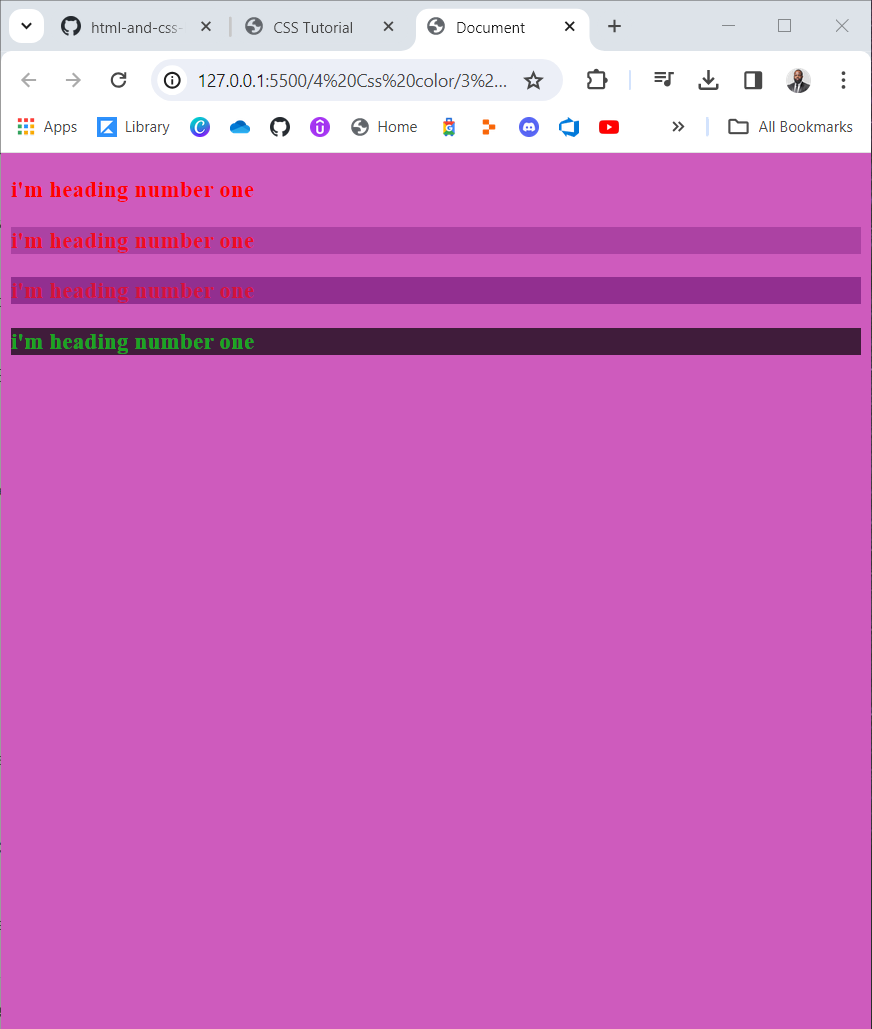 html-and-css-
CSS Tutorial
Document
127.0.0.1:5500/4%20Css%20color/3%2...
Apps
Library
Home
All Bookmarks
i'm heading number one
i'm heading number one
i'm heading number one
i'm heading number one